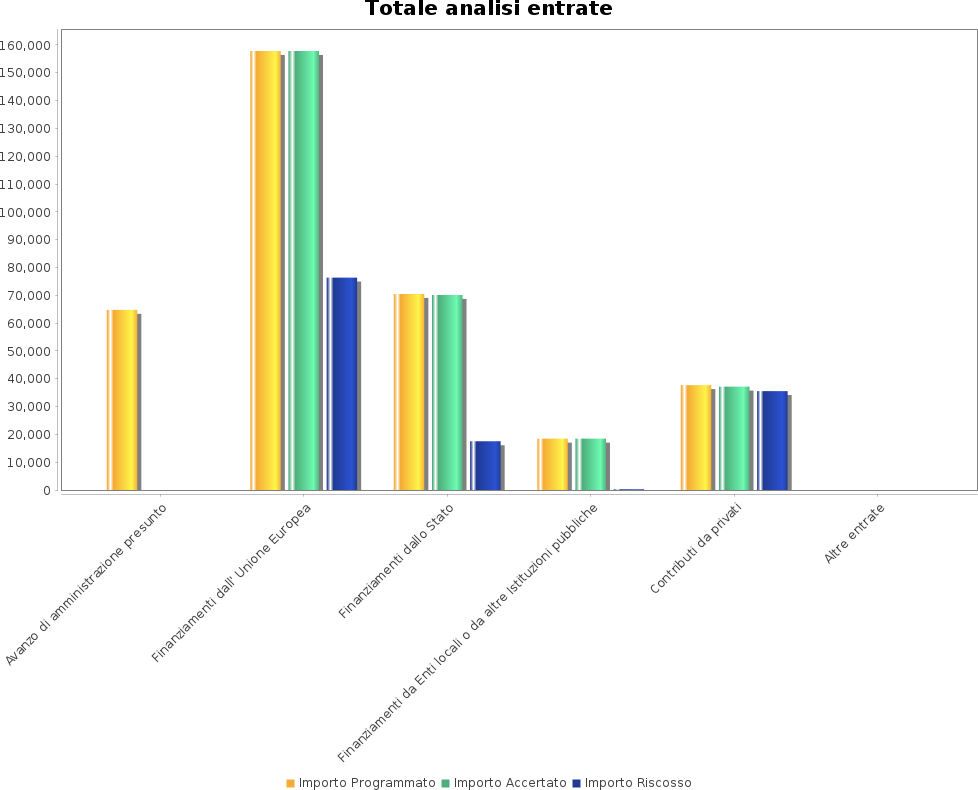 Totale analisi entrate
160,000
150,000
140,000
130,000
120,000
110,000
100,000
90,000
80,000
70,000
60,000
50,000
40,000
30,000
20,000
10,000
0
Avanzo di amministrazione presunto
Finanziamenti dall' Unione Europea
Finanziamenti dallo Stato
Finanziamenti da Enti locali o da altre istituzioni pubbliche
Contributi da privati
Altre entrate
Importo Programmato Importo Accertato Importo Riscosso